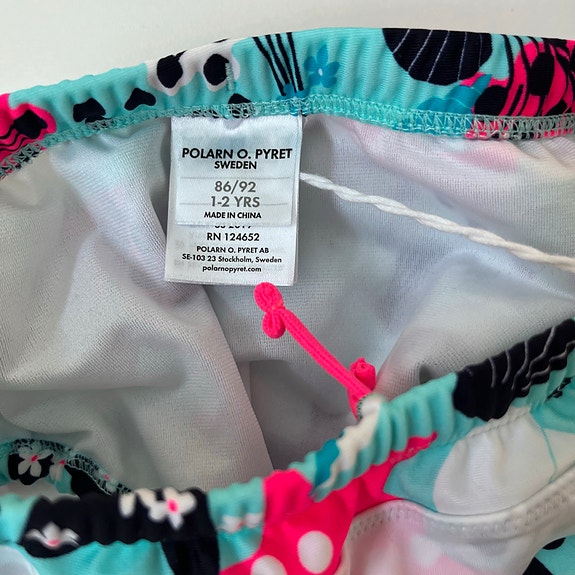 POLARN O. PYRET
SWEDEN
86/92
1-2 YRS
MADE IN CHINA
RN 124652
POLARN O. PYRET AB
SE-103 23 Stockholm, Sweden
polarnopyret.com